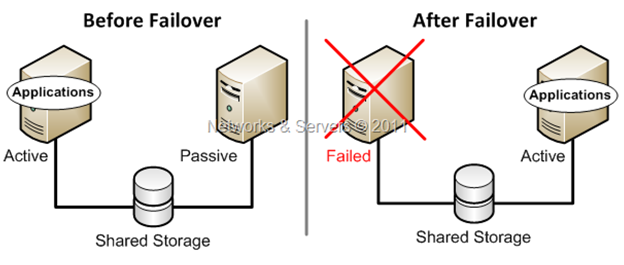 Before Failover
Applications
Active
Passive
Shared Storage
After Failover
Applications
Failed
Active
Shared Storage
Networks & Servers © 2011